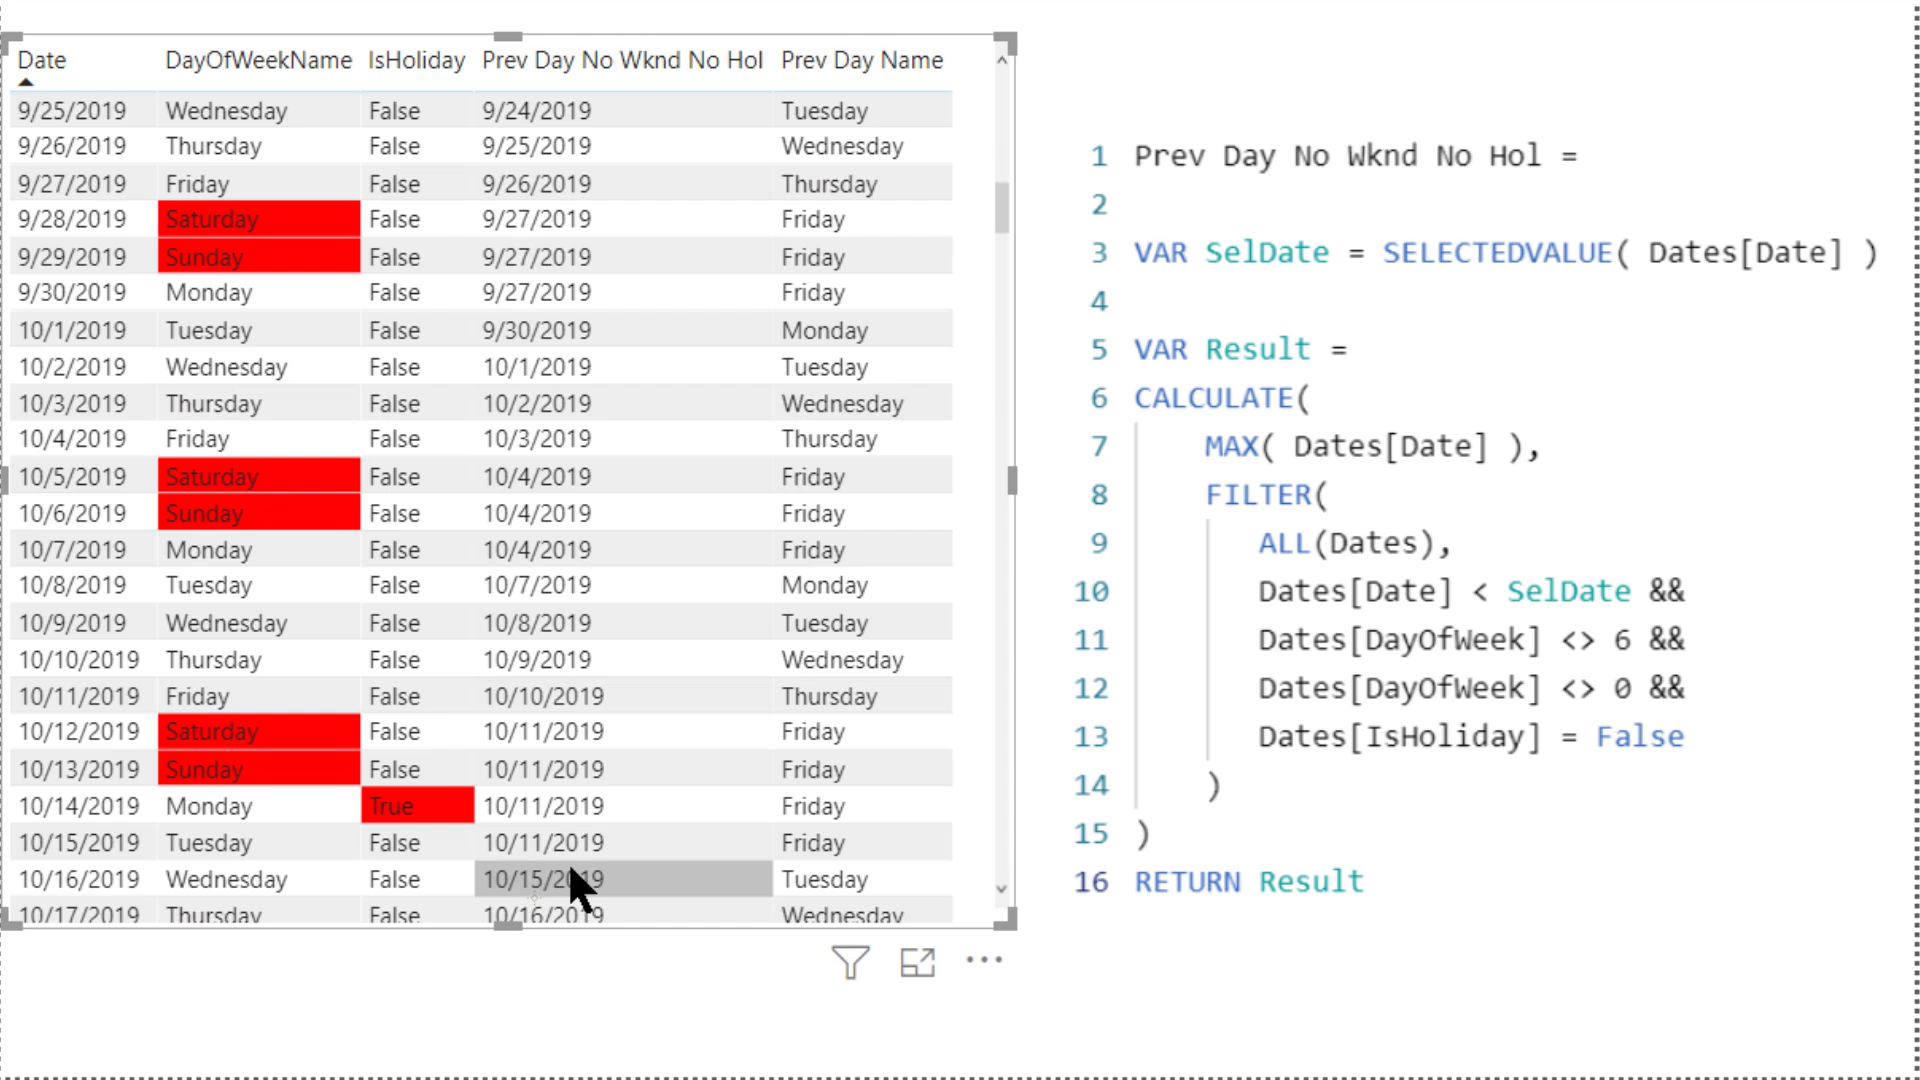 Date DayOfWeekName IsHoliday Prev Day No Wknd No Hol Prev Day Name
9/25/2019 Wednesday False 9/24/2019 Tuesday
9/26/2019 Thursday False 9/25/2019 Wednesday
9/27/2019 Friday False 9/26/2019 Thursday
9/28/2019 Saturday False 9/27/2019 Friday
9/29/2019 Sunday False 9/27/2019 Friday
9/30/2019 Monday False 9/27/2019 Friday
10/1/2019 Tuesday False 9/30/2019 Monday
10/2/2019 Wednesday False 10/1/2019 Tuesday
10/3/2019 Thursday False 10/2/2019 Wednesday
10/4/2019 Friday False 10/3/2019 Thursday
10/5/2019 Saturday False 10/4/2019 Friday
10/6/2019 Sunday False 10/4/2019 Friday
10/7/2019 Monday False 10/4/2019 Friday
10/8/2019 Tuesday False 10/7/2019 Monday
10/9/2019 Wednesday False 10/8/2019 Tuesday
10/10/2019 Thursday False 10/9/2019 Wednesday
10/11/2019 Friday False 10/10/2019 Thursday
10/12/2019 Saturday False 10/11/2019 Friday
10/13/2019 Sunday False 10/11/2019 Friday
10/14/2019 Monday True 10/11/2019 Friday
10/15/2019 Tuesday False 10/11/2019 Friday
10/16/2019 Wednesday False 10/15/2019 Tuesday
10/17/2019 Thursday False 10/16/2019 Wednesday
1 Prev Day No Wknd No Hol =
2
3 VAR SelDate = SELECTEDVALUE( Dates[Date] )
4
5 VAR Result =
6 CALCULATE(
7 MAX( Dates[Date] ),
8 FILTER(
9 ALL(Dates),
10 Dates[Date] < SelDate &&
11 Dates[DayOfWeek] <> 6 &&
12 Dates[DayOfWeek] <> 0 &&
13 Dates[IsHoliday] = False
14 )
15 )
16 RETURN Result